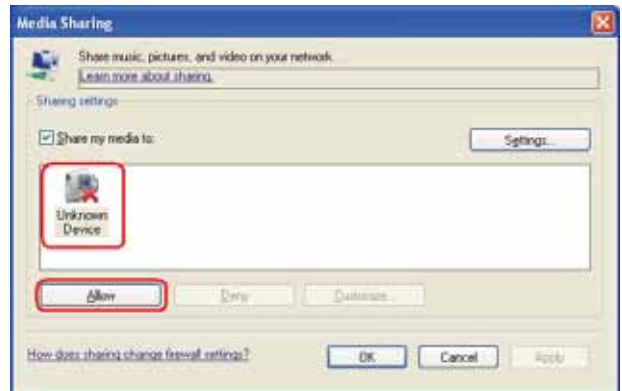 Media Sharing
Share music, pictures, and video on your network.
Learn more about sharing.
Sharing settings
Share my media to:
Settings...
Unknown
Device
Allow
Deny
Customize...
How does sharing change firewall settings?
OK
Cancel
Apply